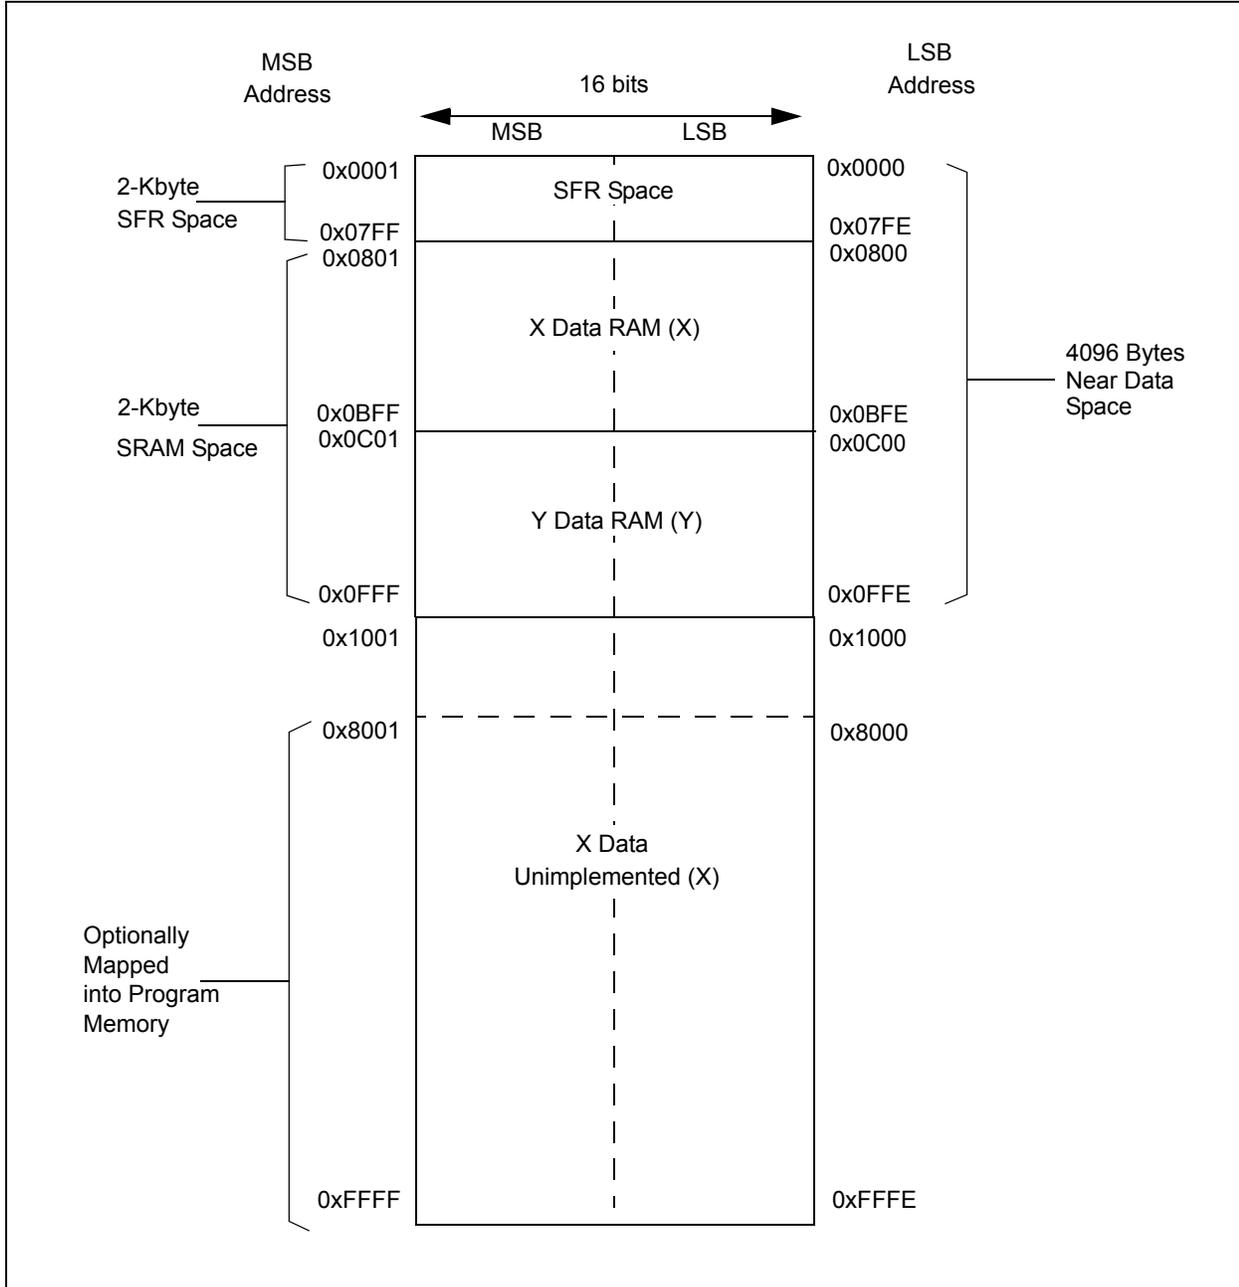 MSB
Address
LSB
Address
16 bits
MSB
LSB
2-Kbyte
SFR Space
0x0001
SFR Space
0x0000
0x07FF
0x07FE
0x0801
0x0800
X Data RAM (X)
4096 Bytes
Near Data
Space
2-Kbyte
SRAM Space
0x0BFF
0x0BFE
0x0C01
0x0C00
Y Data RAM (Y)
0x0FFF
0x0FFE
0x1001
0x1000
0x8001
0x8000
X Data
Unimplemented (X)
Optionally
Mapped
into Program
Memory
0xFFFF
0xFFFE